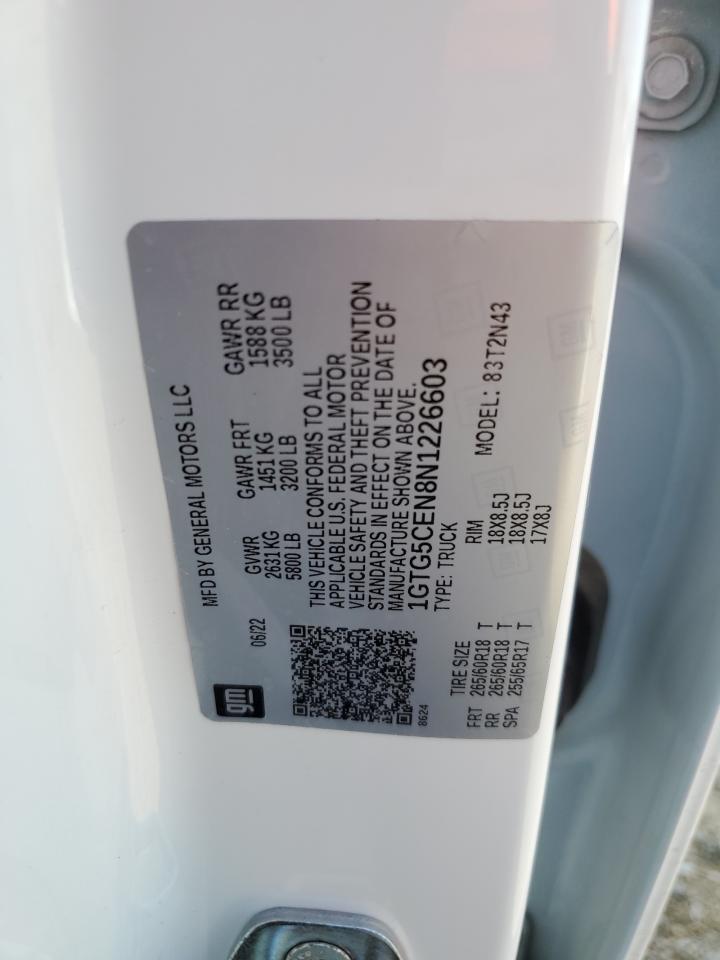 MFD BY GENERAL MOTORS LLC
06/22 GVWR GAWR FRT GAWR RR
2631 KG 1451 KG 1588 KG
5800 LB 3200 LB 3500 LB
THIS VEHICLE CONFORMS TO ALL
APPLICABLE U.S. FEDERAL MOTOR
VEHICLE SAFETY AND THEFT PREVENTION
STANDARDS IN EFFECT ON THE DATE OF
MANUFACTURE SHOWN ABOVE.
1GTG5CEN8N1226603
TYPE: TRUCK MODEL: 83T2N43
gm
8624
TIRE SIZE RIM
FRT 265/60R18 T 18X8.5J
RR 265/60R18 T 18X8.5J
SPA 255/65R17 T 17X8J